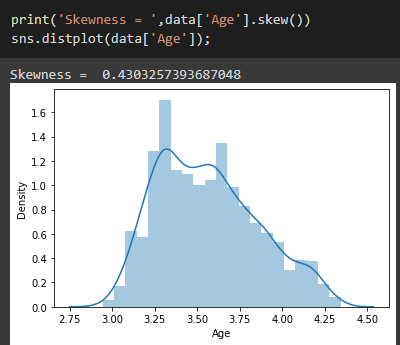 print('Skewness = ',data['Age'].skew())
sns.distplot(data['Age']);
Skewness =  0.4303257393687048
1.6
1.4
1.2
1.0
0.8
0.6
0.4
0.2
0.0
Density
2.75 3.00 3.25 3.50 3.75 4.00 4.25 4.50
Age